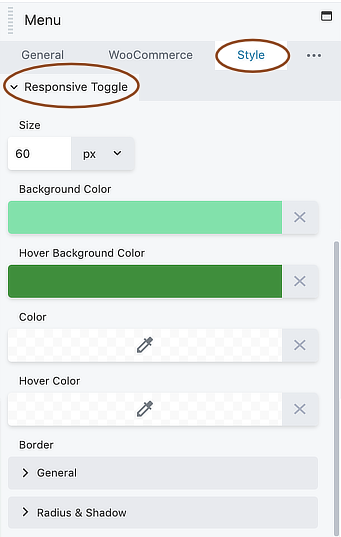 Menu
General WooCommerce Style
Responsive Toggle
Size
60 px
Background Color
Hover Background Color
Color
Hover Color
Border
General
Radius & Shadow